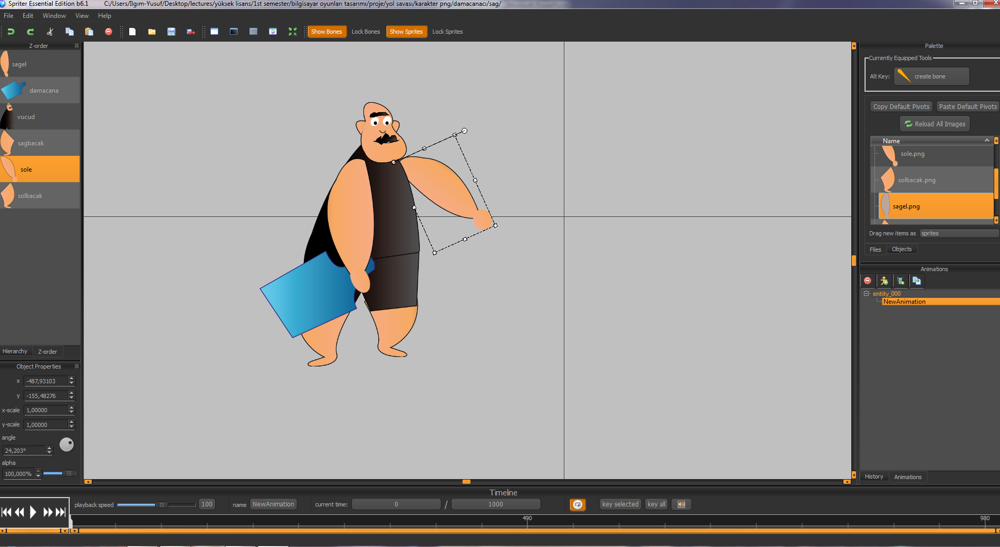 Spriter Essential Edition b6.1 C:/Users/Ilgım-Yusuf/Desktop/lectures/yüksek lisans/1st semester/bilgisayar oyunları tasarımı/proje/yol savası/karakter png/damacanacı/sag/
File Edit Window View Help
Show Bones Lock Bones Show Sprites Lock Sprites
Z-order
sagel
damacana
vucud
sagbacak
sole
solbacak
Hierarchy Z-order
Object Properties
x -487,93103
y -155,48276
x-scale 1,00000
y-scale 1,00000
angle
24,203º
alpha
100,000%
Palette
Currently Equipped Tools
Alt Key: create bone
Copy Default Pivots Paste Default Pivots
Reload All Images
Name
sole.png
solbacak.png
sagel.png
Drag new items as sprites
Files Objects
Animations
entity_000
NewAnimation
History Animations
Timeline
playback speed 100 name NewAnimation current time: 0 / 1000 key selected key all
490 980